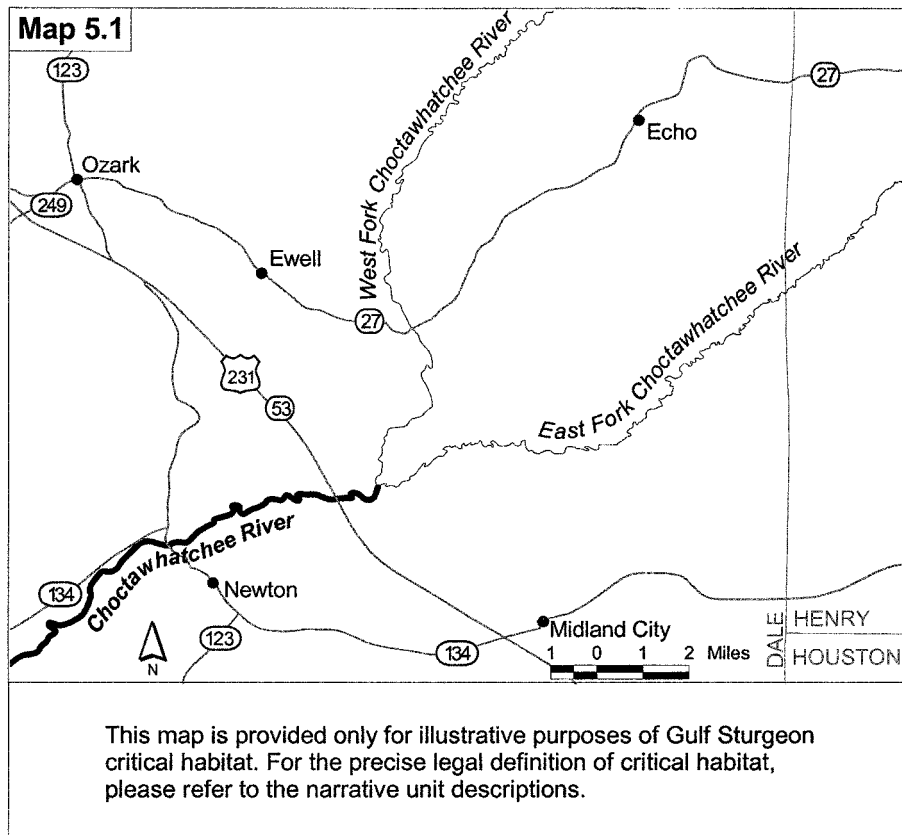 Map 5.1
123
West Fork Choctawhatchee River
27
Echo
Ozark
249
Ewell
27
East Fork Choctawhatchee River
231
53
Choctawhatchee River
134
Newton
N
123
134
Midland City
1 0 1 2 Miles
DALE
HENRY
HOUSTON
This map is provided only for illustrative purposes of Gulf Sturgeon
critical habitat. For the precise legal definition of critical habitat,
please refer to the narrative unit descriptions.